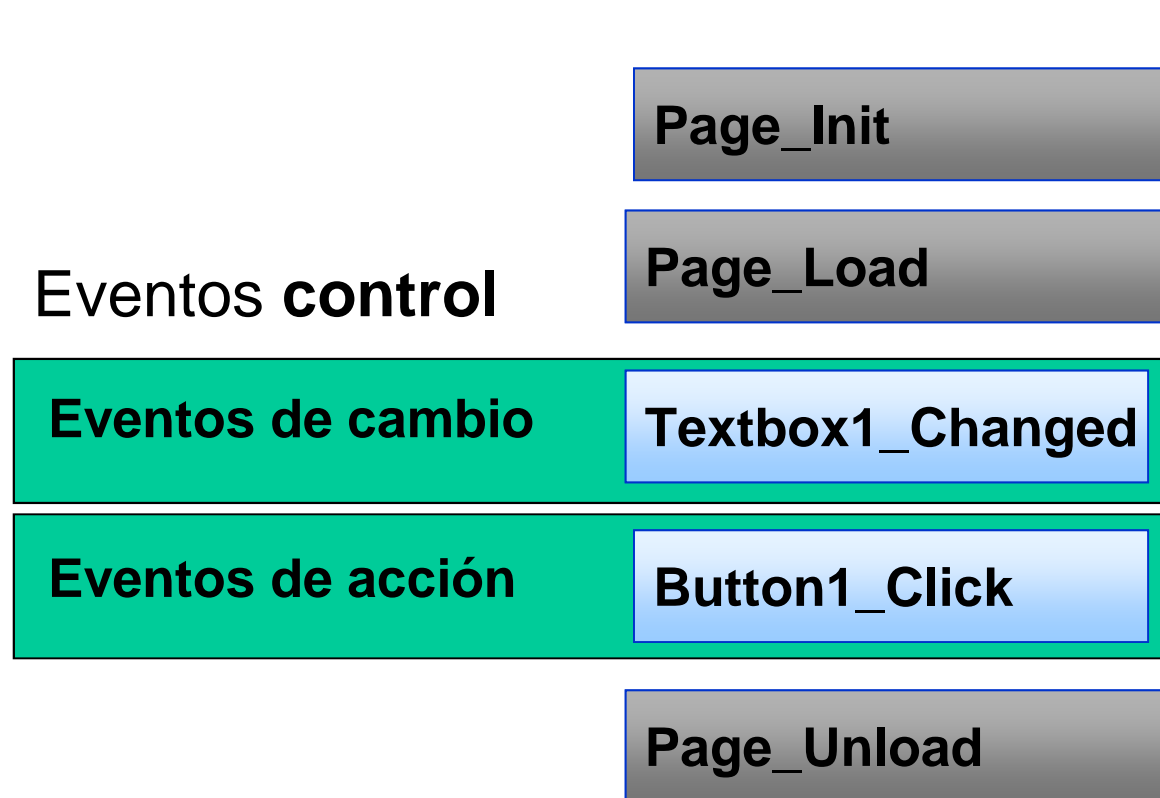 Page_Init
Page_Load
Eventos control
Eventos de cambio
Textbox1_Changed
Eventos de acción
Button1_Click
Page_Unload